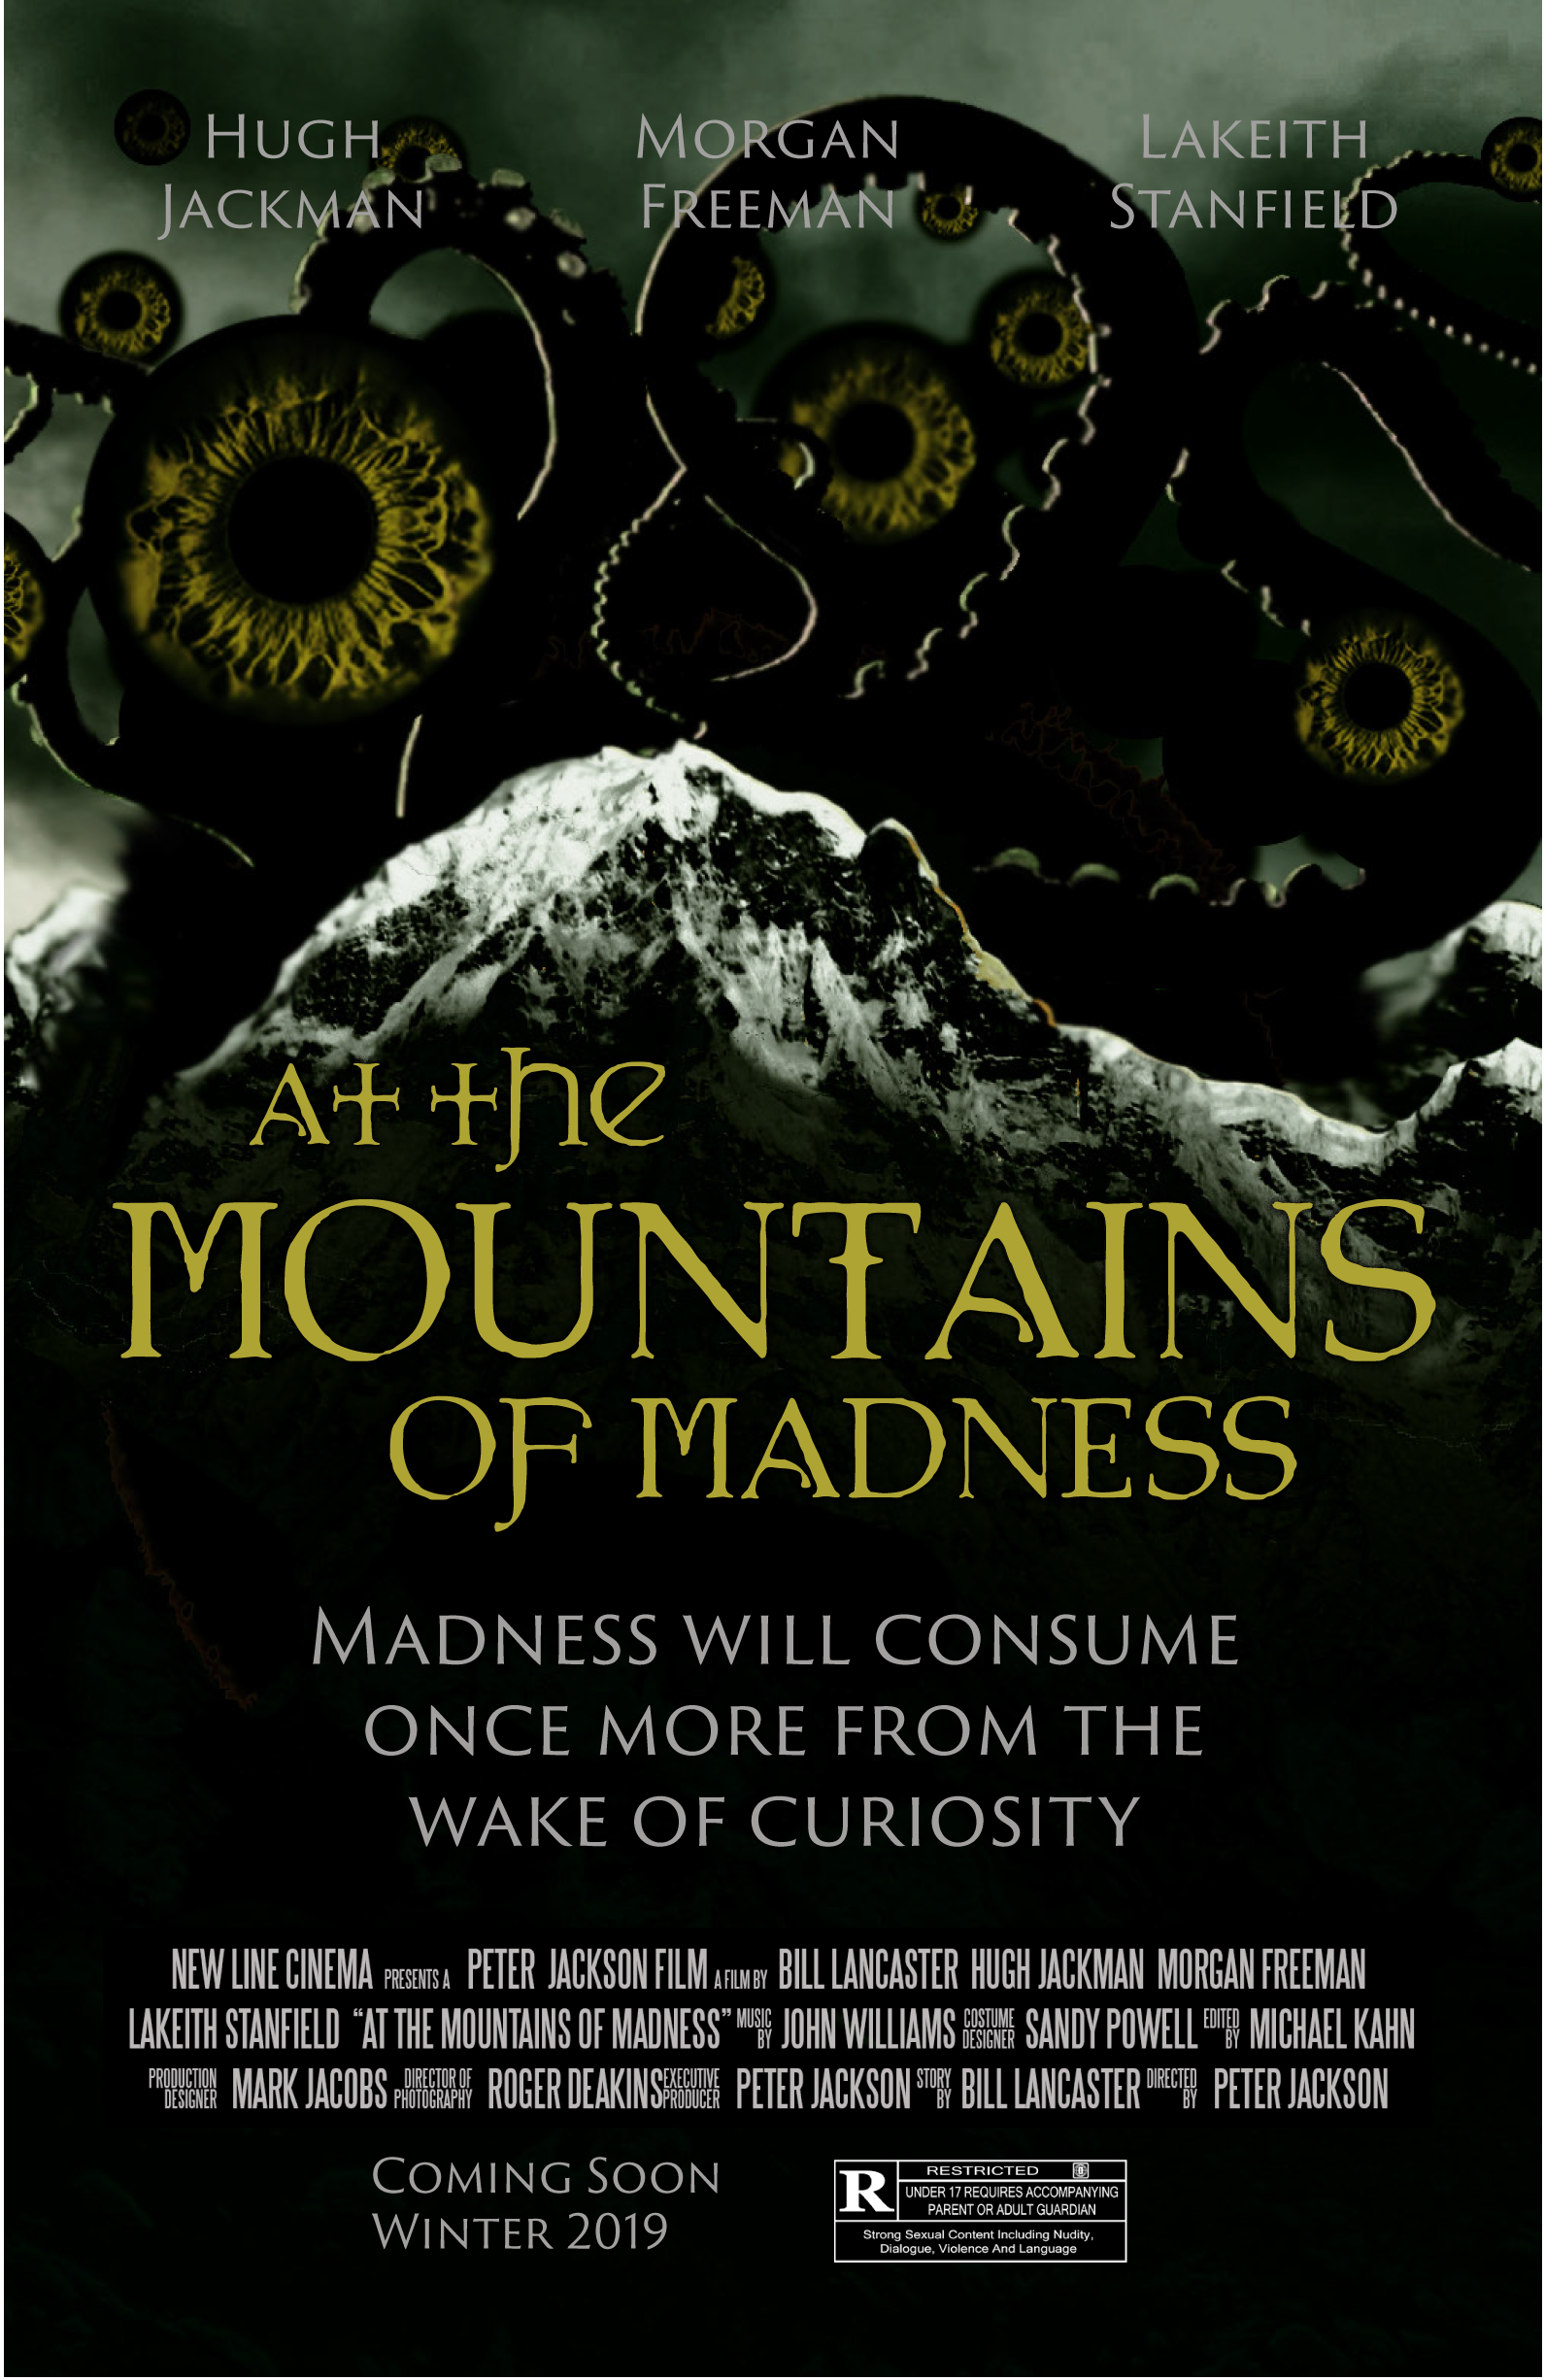 Hugh Jackman
Morgan Freeman
Lakeith Stanfield
At the
Mountains
of Madness
Madness will consume
once more from the
wake of curiosity
NEW LINE CINEMA PRESENTS A PETER JACKSON FILM A FILM BY BILL LANCASTER HUGH JACKMAN MORGAN FREEMAN
LAKEITH STANFIELD “AT THE MOUNTAINS OF MADNESS” MUSIC BY JOHN WILLIAMS COSTUME DESIGNER SANDY POWELL EDITED BY MICHAEL KAHN
PRODUCTION DESIGNER MARK JACOBS DIRECTOR OF PHOTOGRAPHY ROGER DEAKINS EXECUTIVE PRODUCER PETER JACKSON STORY BY BILL LANCASTER DIRECTED BY PETER JACKSON
Coming Soon
Winter 2019
R RESTRICTED
UNDER 17 REQUIRES ACCOMPANYING
PARENT OR ADULT GUARDIAN
Strong Sexual Content Including Nudity,
Dialogue, Violence And Language